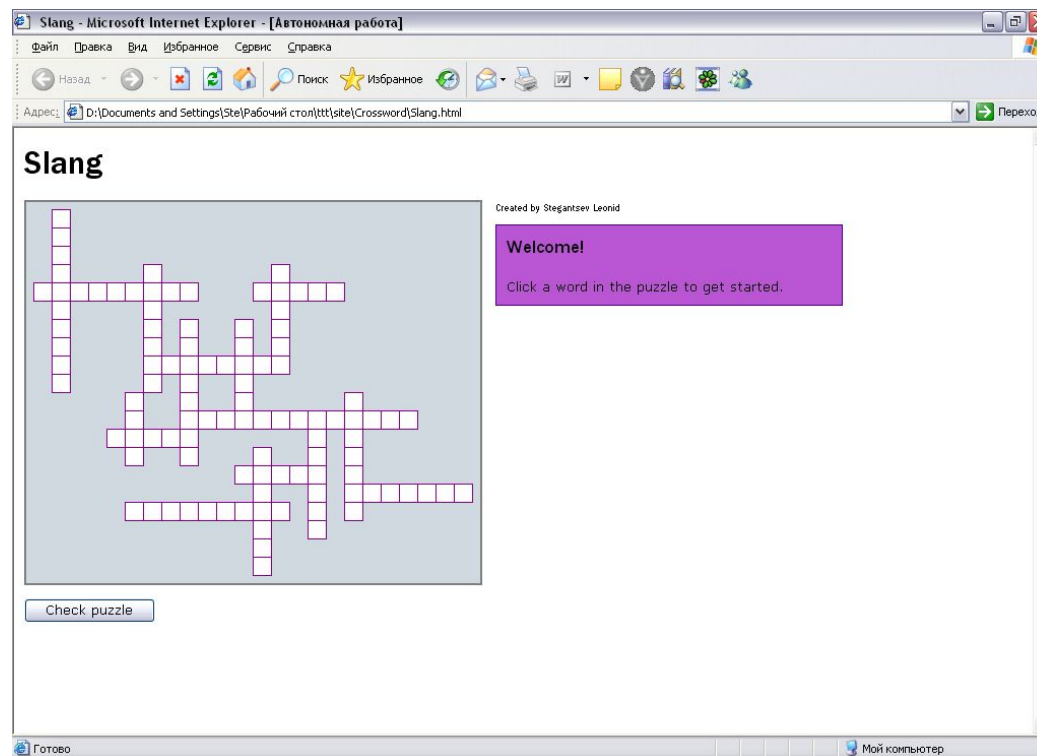 Slang - Microsoft Internet Explorer - [Автономная работа]
Файл Правка Вид Избранное Сервис Справка
Назад Поиск Избранное
Адрес: D:\Documents and Settings\Ste\Рабочий стол\ttt\site\Crossword\Slang.html Перехо
Slang
Created by Stegantsev Leonid
Welcome!
Click a word in the puzzle to get started.
Check puzzle
Готово Мой компьютер